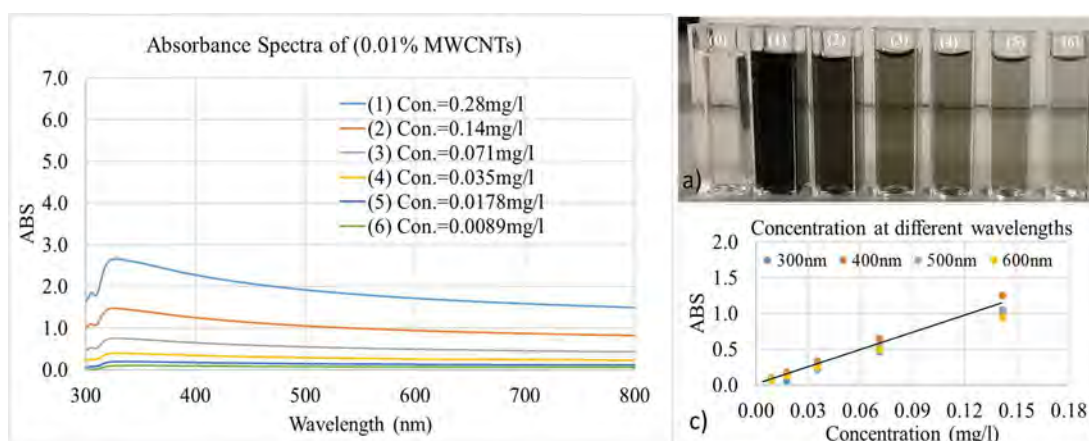 Absorbance Spectra of (0.01% MWCNTs)
7.0
6.0
5.0
4.0
3.0
2.0
1.0
0.0
ABS
(1) Con.=0.28mg/l
(2) Con.=0.14mg/l
(3) Con.=0.071mg/l
(4) Con.=0.035mg/l
(5) Con.=0.0178mg/l
(6) Con.=0.0089mg/l
300 400 500 600 700 800
Wavelength (nm)
(0) (1) (2) (3) (4) (5) (6)
a)
Concentration at different wavelengths
2.0
1.5
1.0
0.5
0.0
ABS
300nm 400nm 500nm 600nm
0.00 0.03 0.06 0.09 0.12 0.15 0.18
Concentration (mg/l)
c)